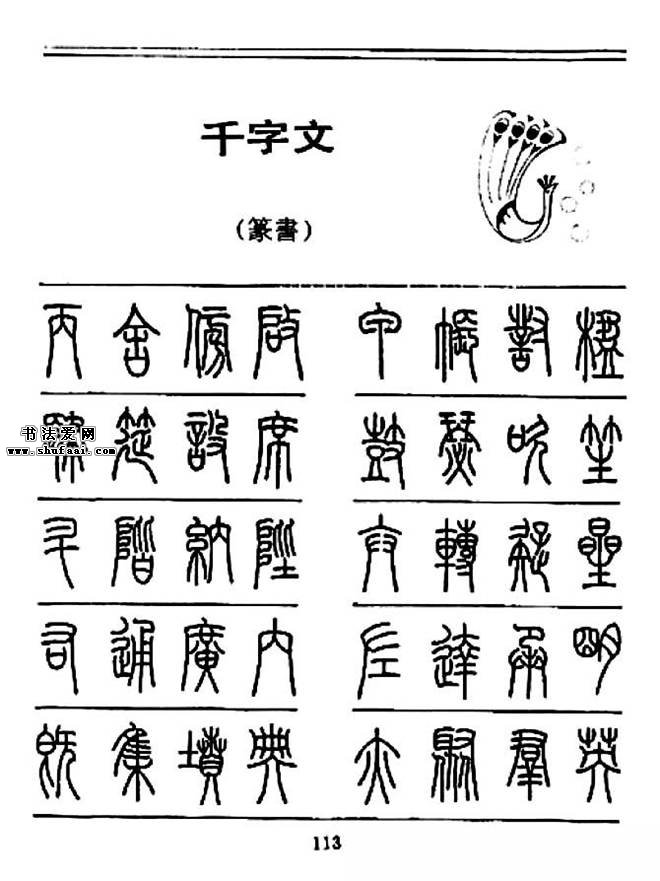 千字文
(篆書)
丙舍傍啟 甲帳對楹
肆筵設席 鼓瑟吹笙
书法爱网
www.shufaai.com
升階納陛 弁轉疑星
右通廣內 左達承明
既集墳典 亦聚羣英
113